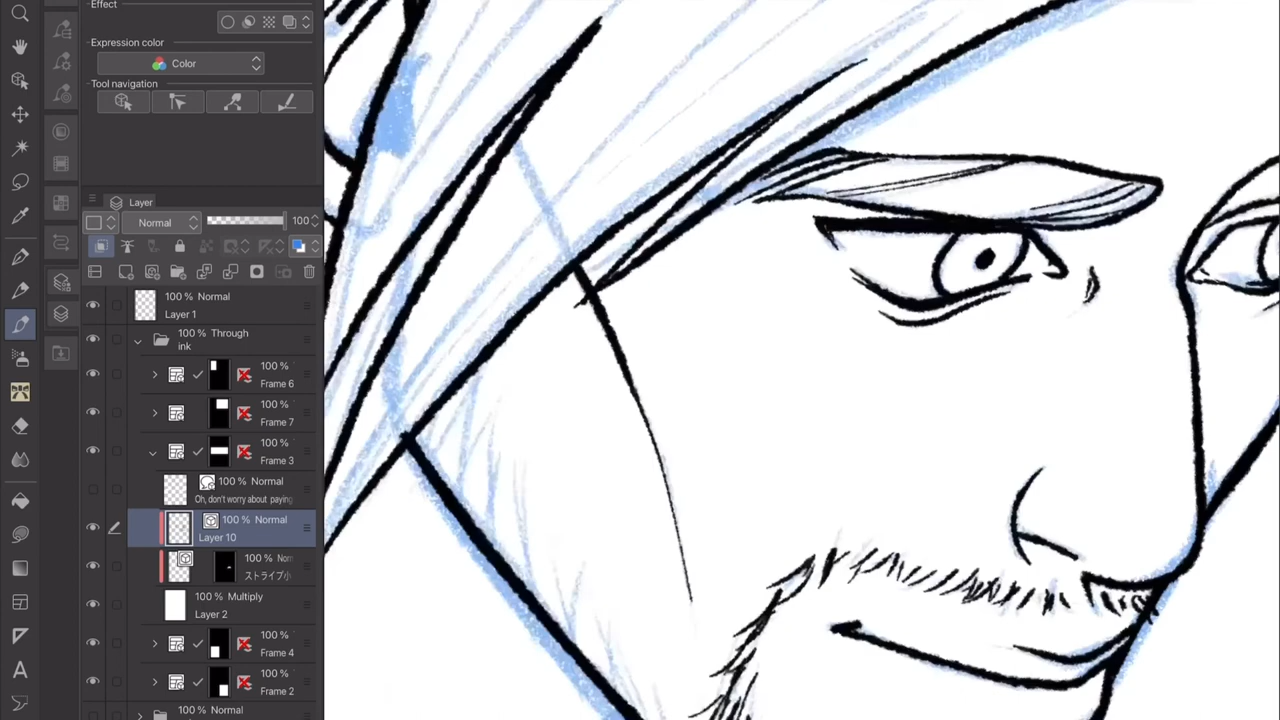 Effect
Expression color
Color
Tool navigation
Layer
Normal
100
100 % Normal
Layer 1
100 % Through
ink
100 %
Frame 6
100 %
Frame 7
100 %
Frame 3
100 % Normal
Oh, don't worry about paying
100 % Normal
Layer 10
100 %
ストライプ小
100 % Multiply
Layer 2
100 %
Frame 4
100 %
Frame 2
100 % Normal
A